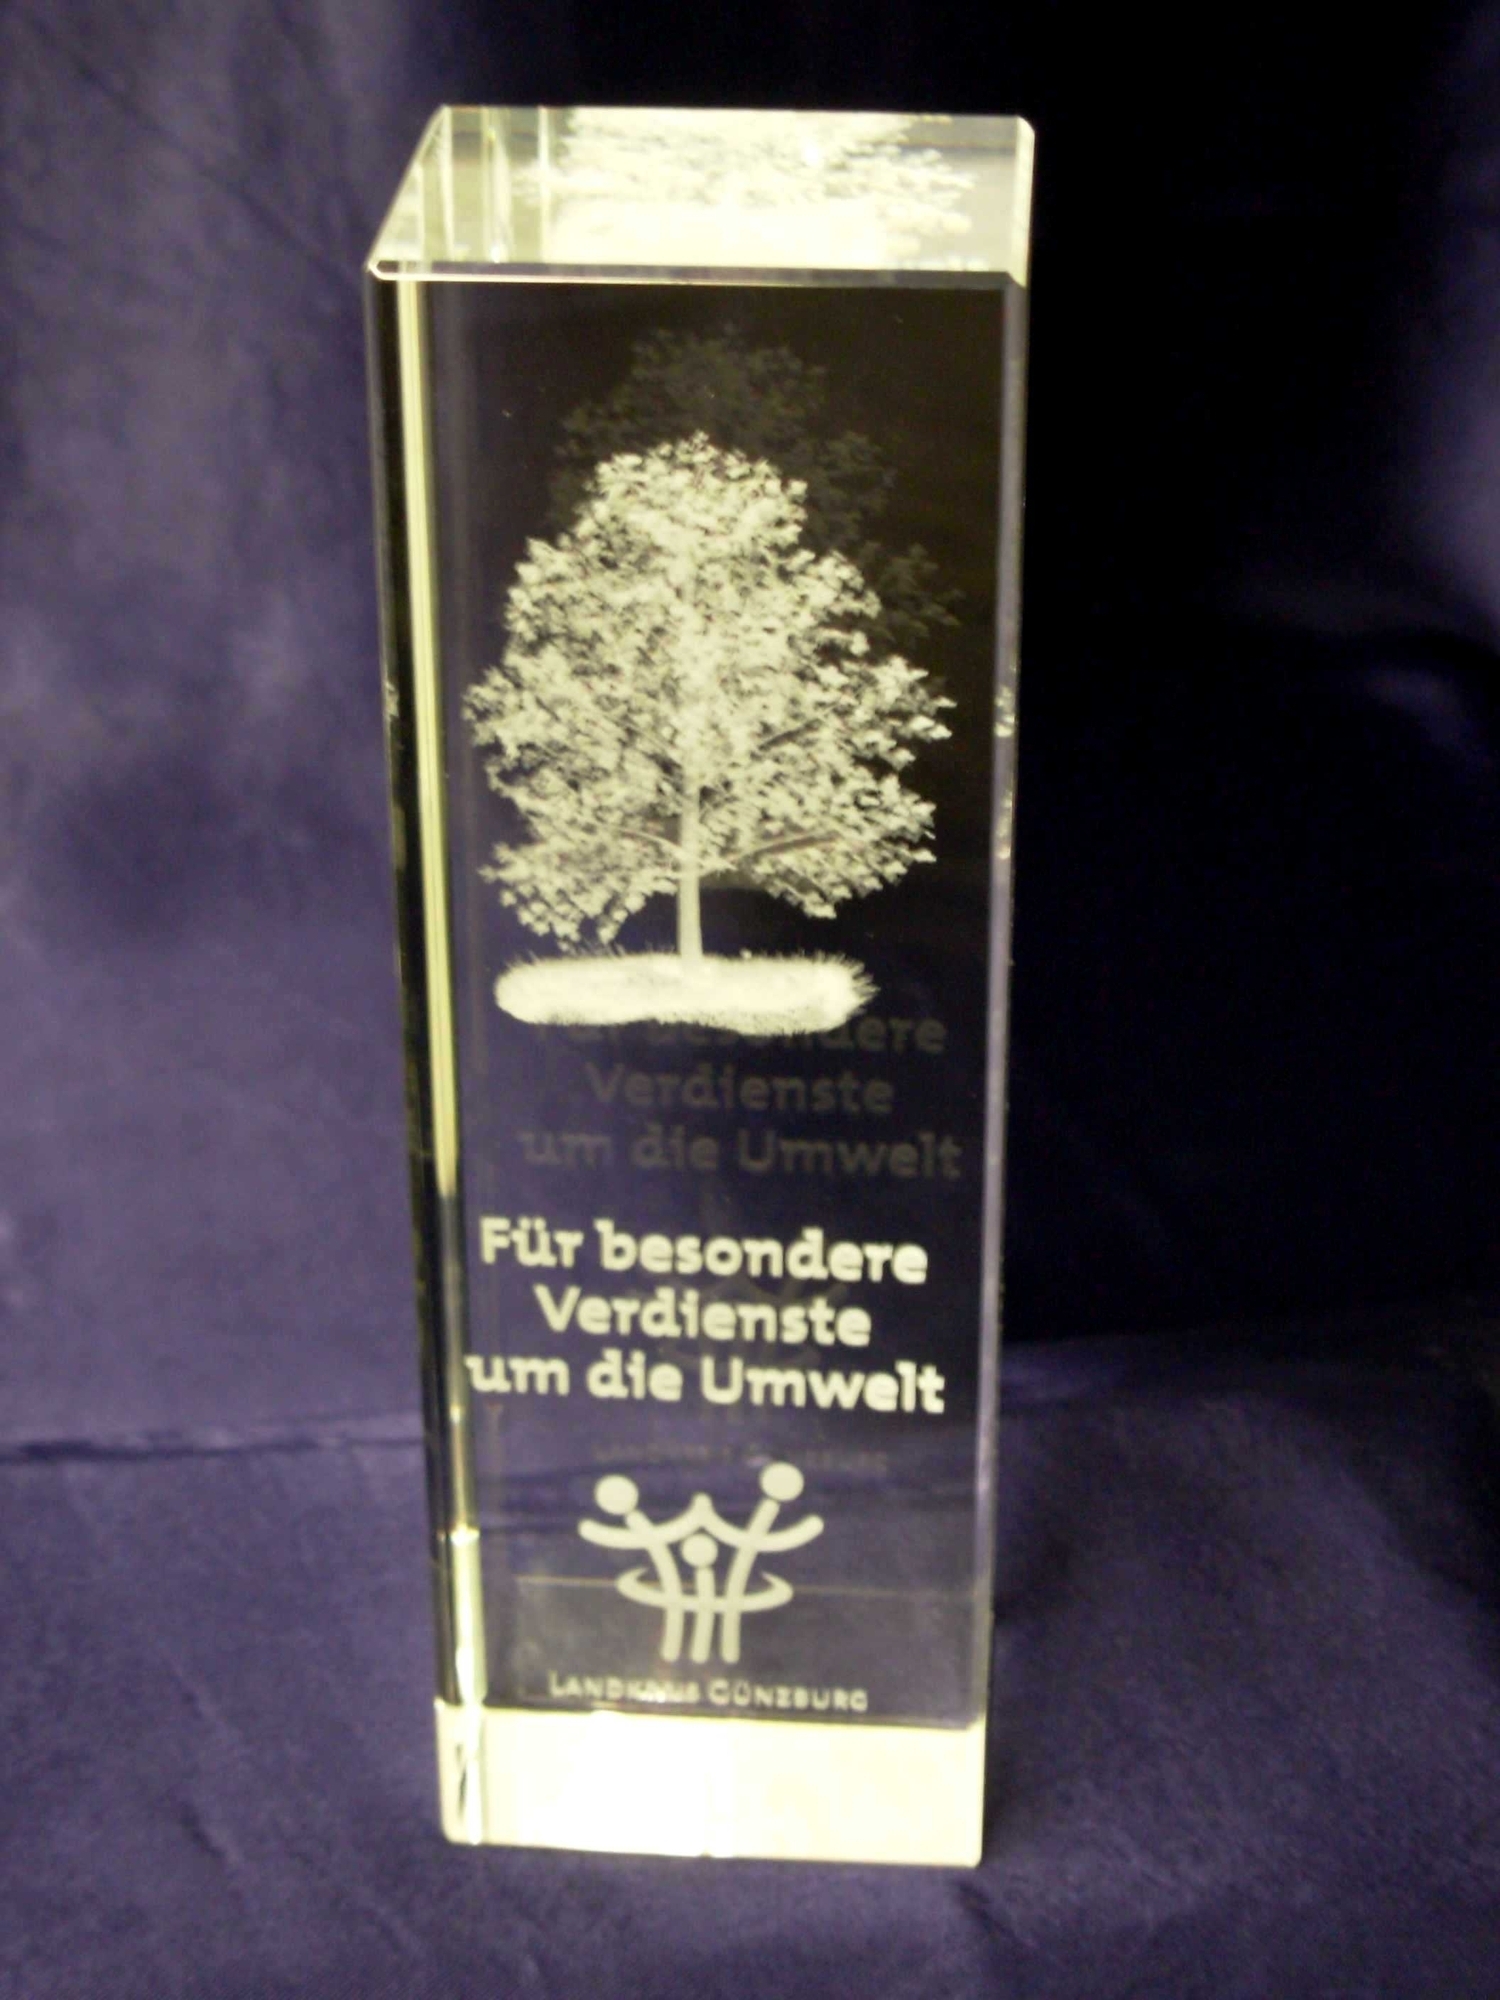 Für besondere
Verdienste
um die Umwelt
LANDKREIS GÜNZBURG